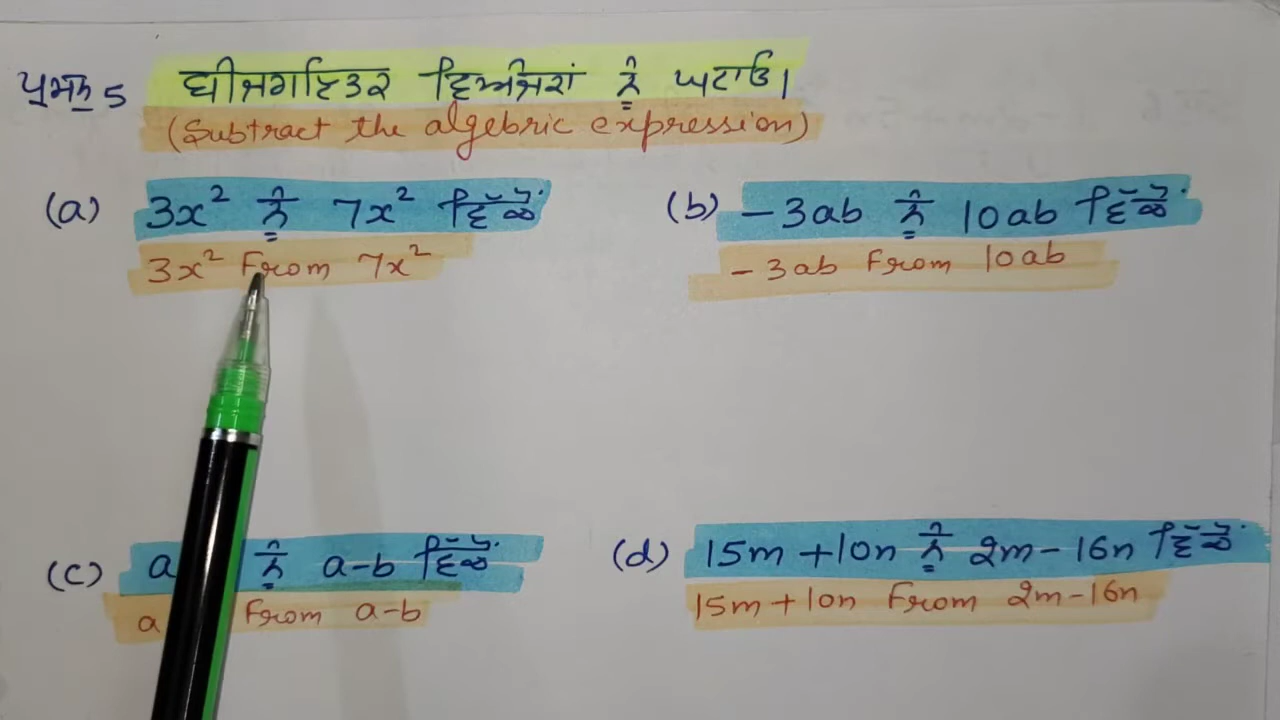 ਪ੍ਰਸ਼ਨ 5 ਬੀਜਗਣਿਤਰਕ ਵਿਅੰਜਕਾਂ ਨੂੰ ਘਟਾਓ।
(Subtract the algebric expression)
(a) 3x² ਨੂੰ 7x² ਵਿੱਚੋਂ
3x² From 7x²
(b) -3ab ਨੂੰ 10ab ਵਿੱਚੋਂ
-3ab From 10ab
(c) a ਨੂੰ a-b ਵਿੱਚੋਂ
a From a-b
(d) 15m+10n ਨੂੰ 2m-16n ਵਿੱਚੋਂ
15m+10n From 2m-16n